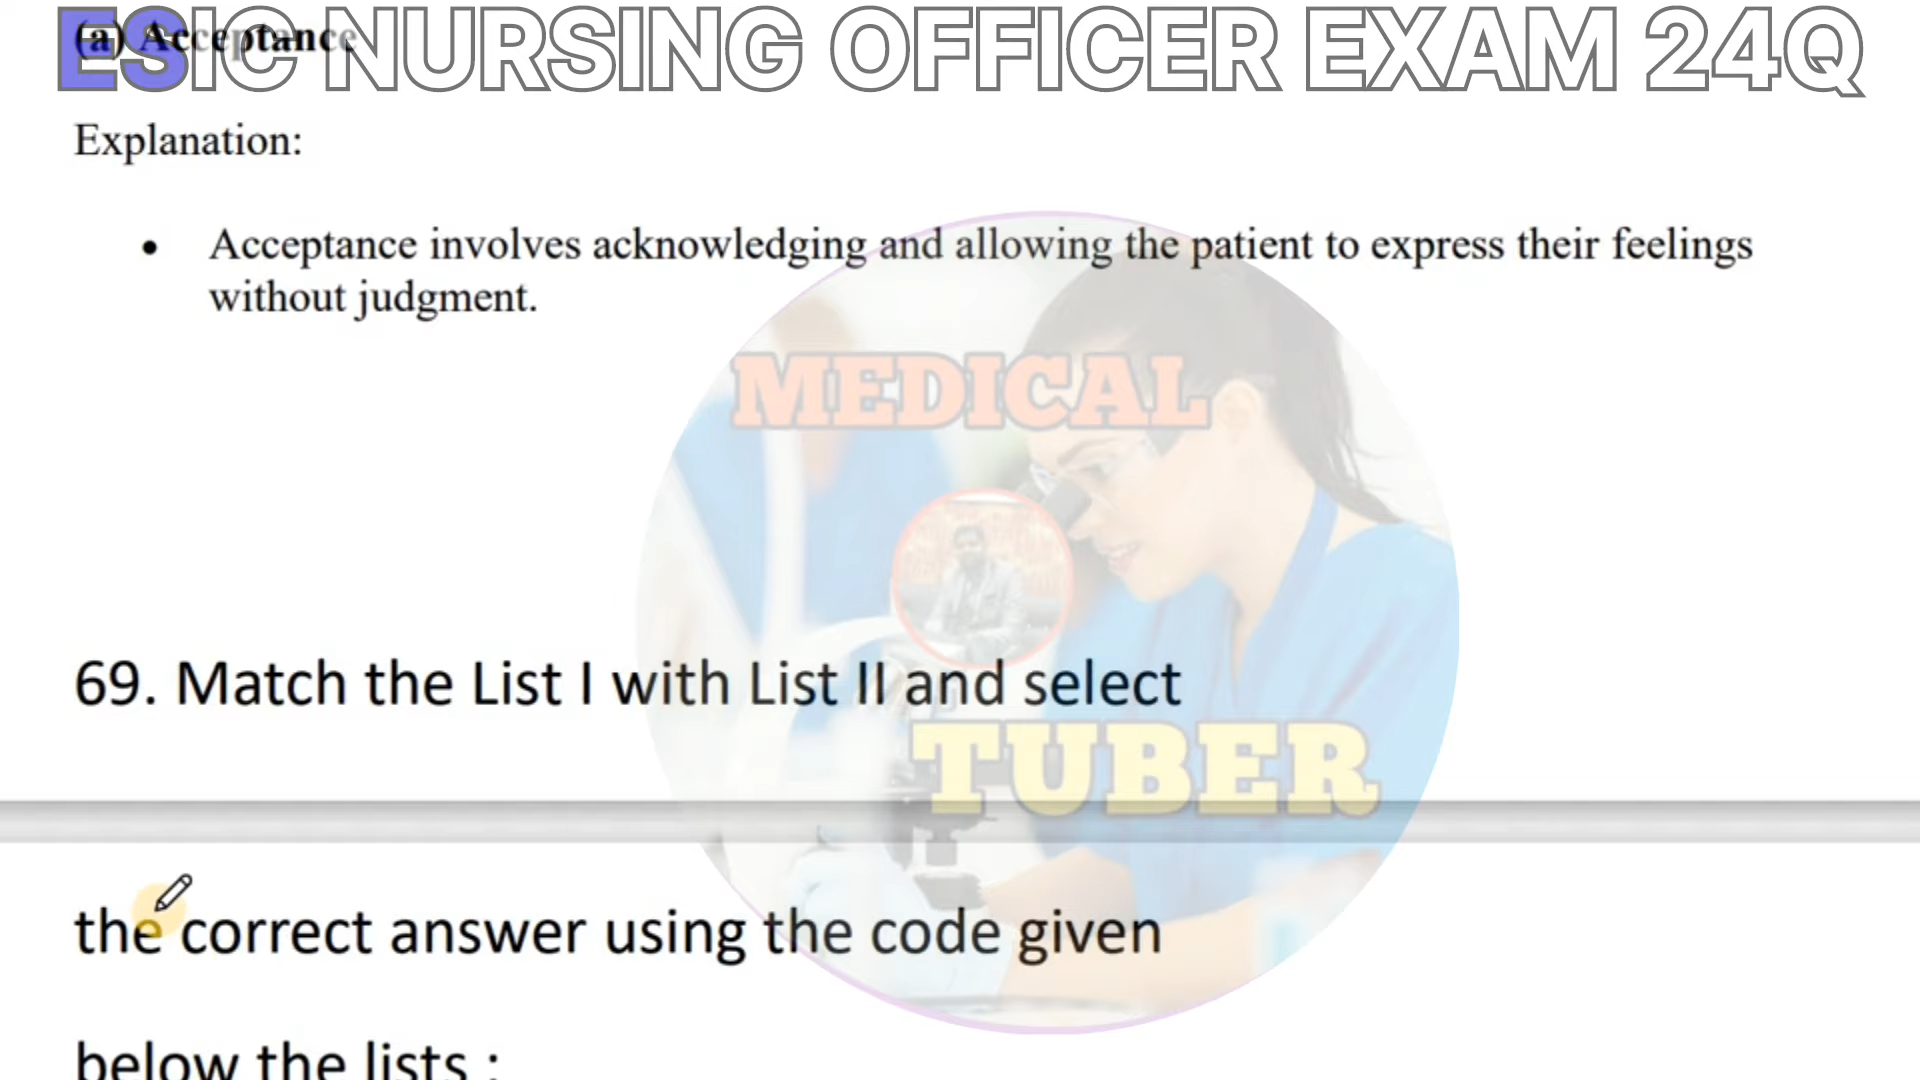 ESIC NURSING OFFICER EXAM 24Q
(a) Acceptance
Explanation:
• Acceptance involves acknowledging and allowing the patient to express their feelings
without judgment.
MEDICAL
69. Match the List I with List II and select
TUBER
the correct answer using the code given
below the lists :